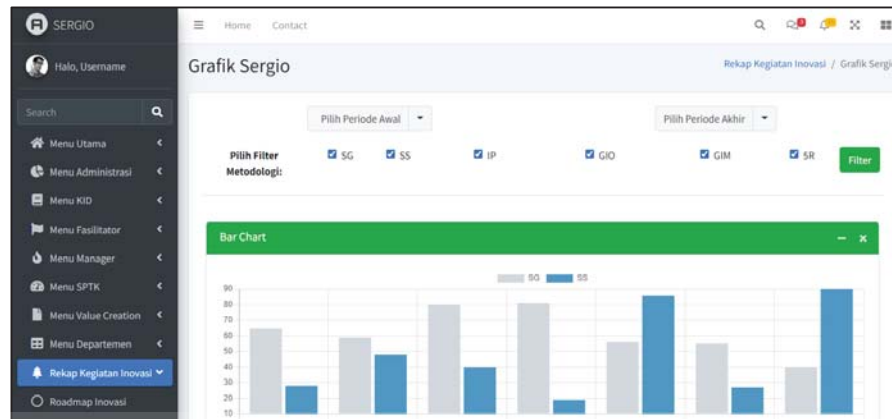 SERGIO
Home Contact
Halo, Username
Grafik Sergio
Rekap Kegiatan Inovasi / Grafik Sergi
Search
Menu Utama
Menu Administrasi
Menu KID
Menu Fasilitator
Menu Manager
Menu SPTK
Menu Value Creation
Menu Departemen
Rekap Kegiatan Inovasi
Roadmap Inovasi
Pilih Periode Awal
Pilih Periode Akhir
Pilih Filter
Metodologi:
SG SS IP GIO GIM SR
Filter
Bar Chart
SG SS
90
80
70
60
50
40
30
20
10